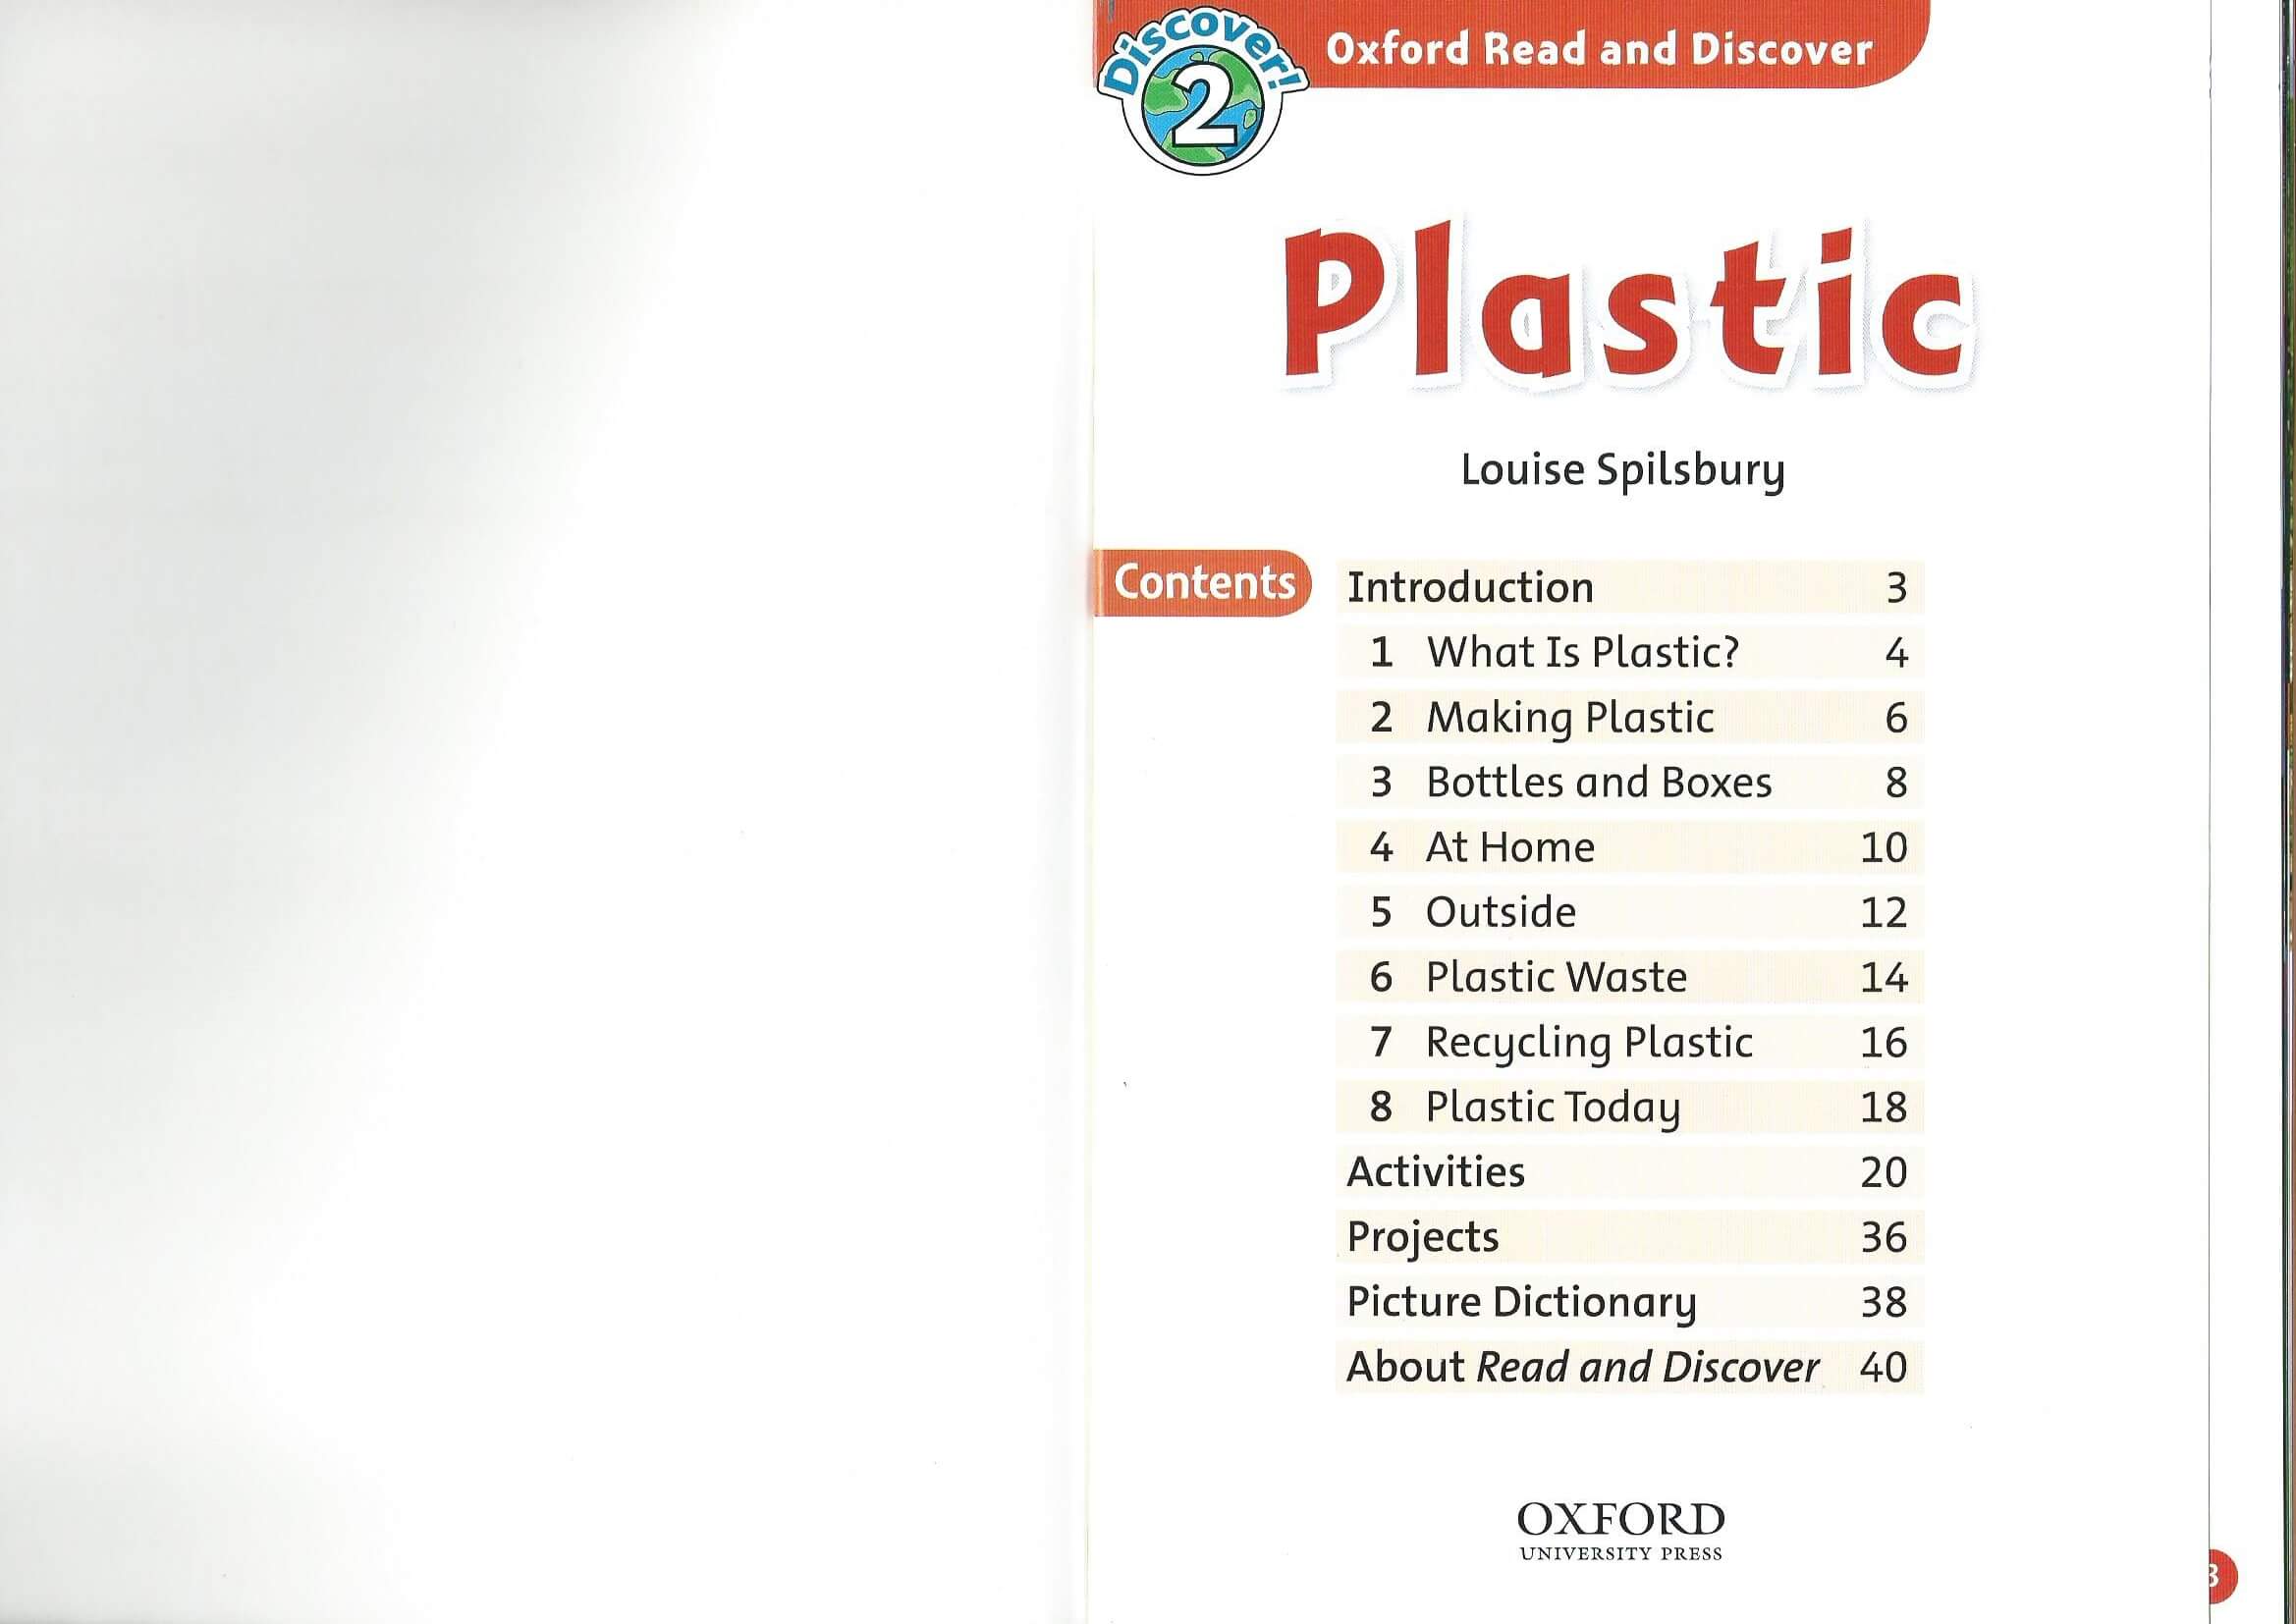 Discover!
2
Oxford Read and Discover
Plastic
Louise Spilsbury
Contents
Introduction 3
1 What Is Plastic? 4
2 Making Plastic 6
3 Bottles and Boxes 8
4 At Home 10
5 Outside 12
6 Plastic Waste 14
7 Recycling Plastic 16
8 Plastic Today 18
Activities 20
Projects 36
Picture Dictionary 38
About Read and Discover 40
OXFORD
UNIVERSITY PRESS
3